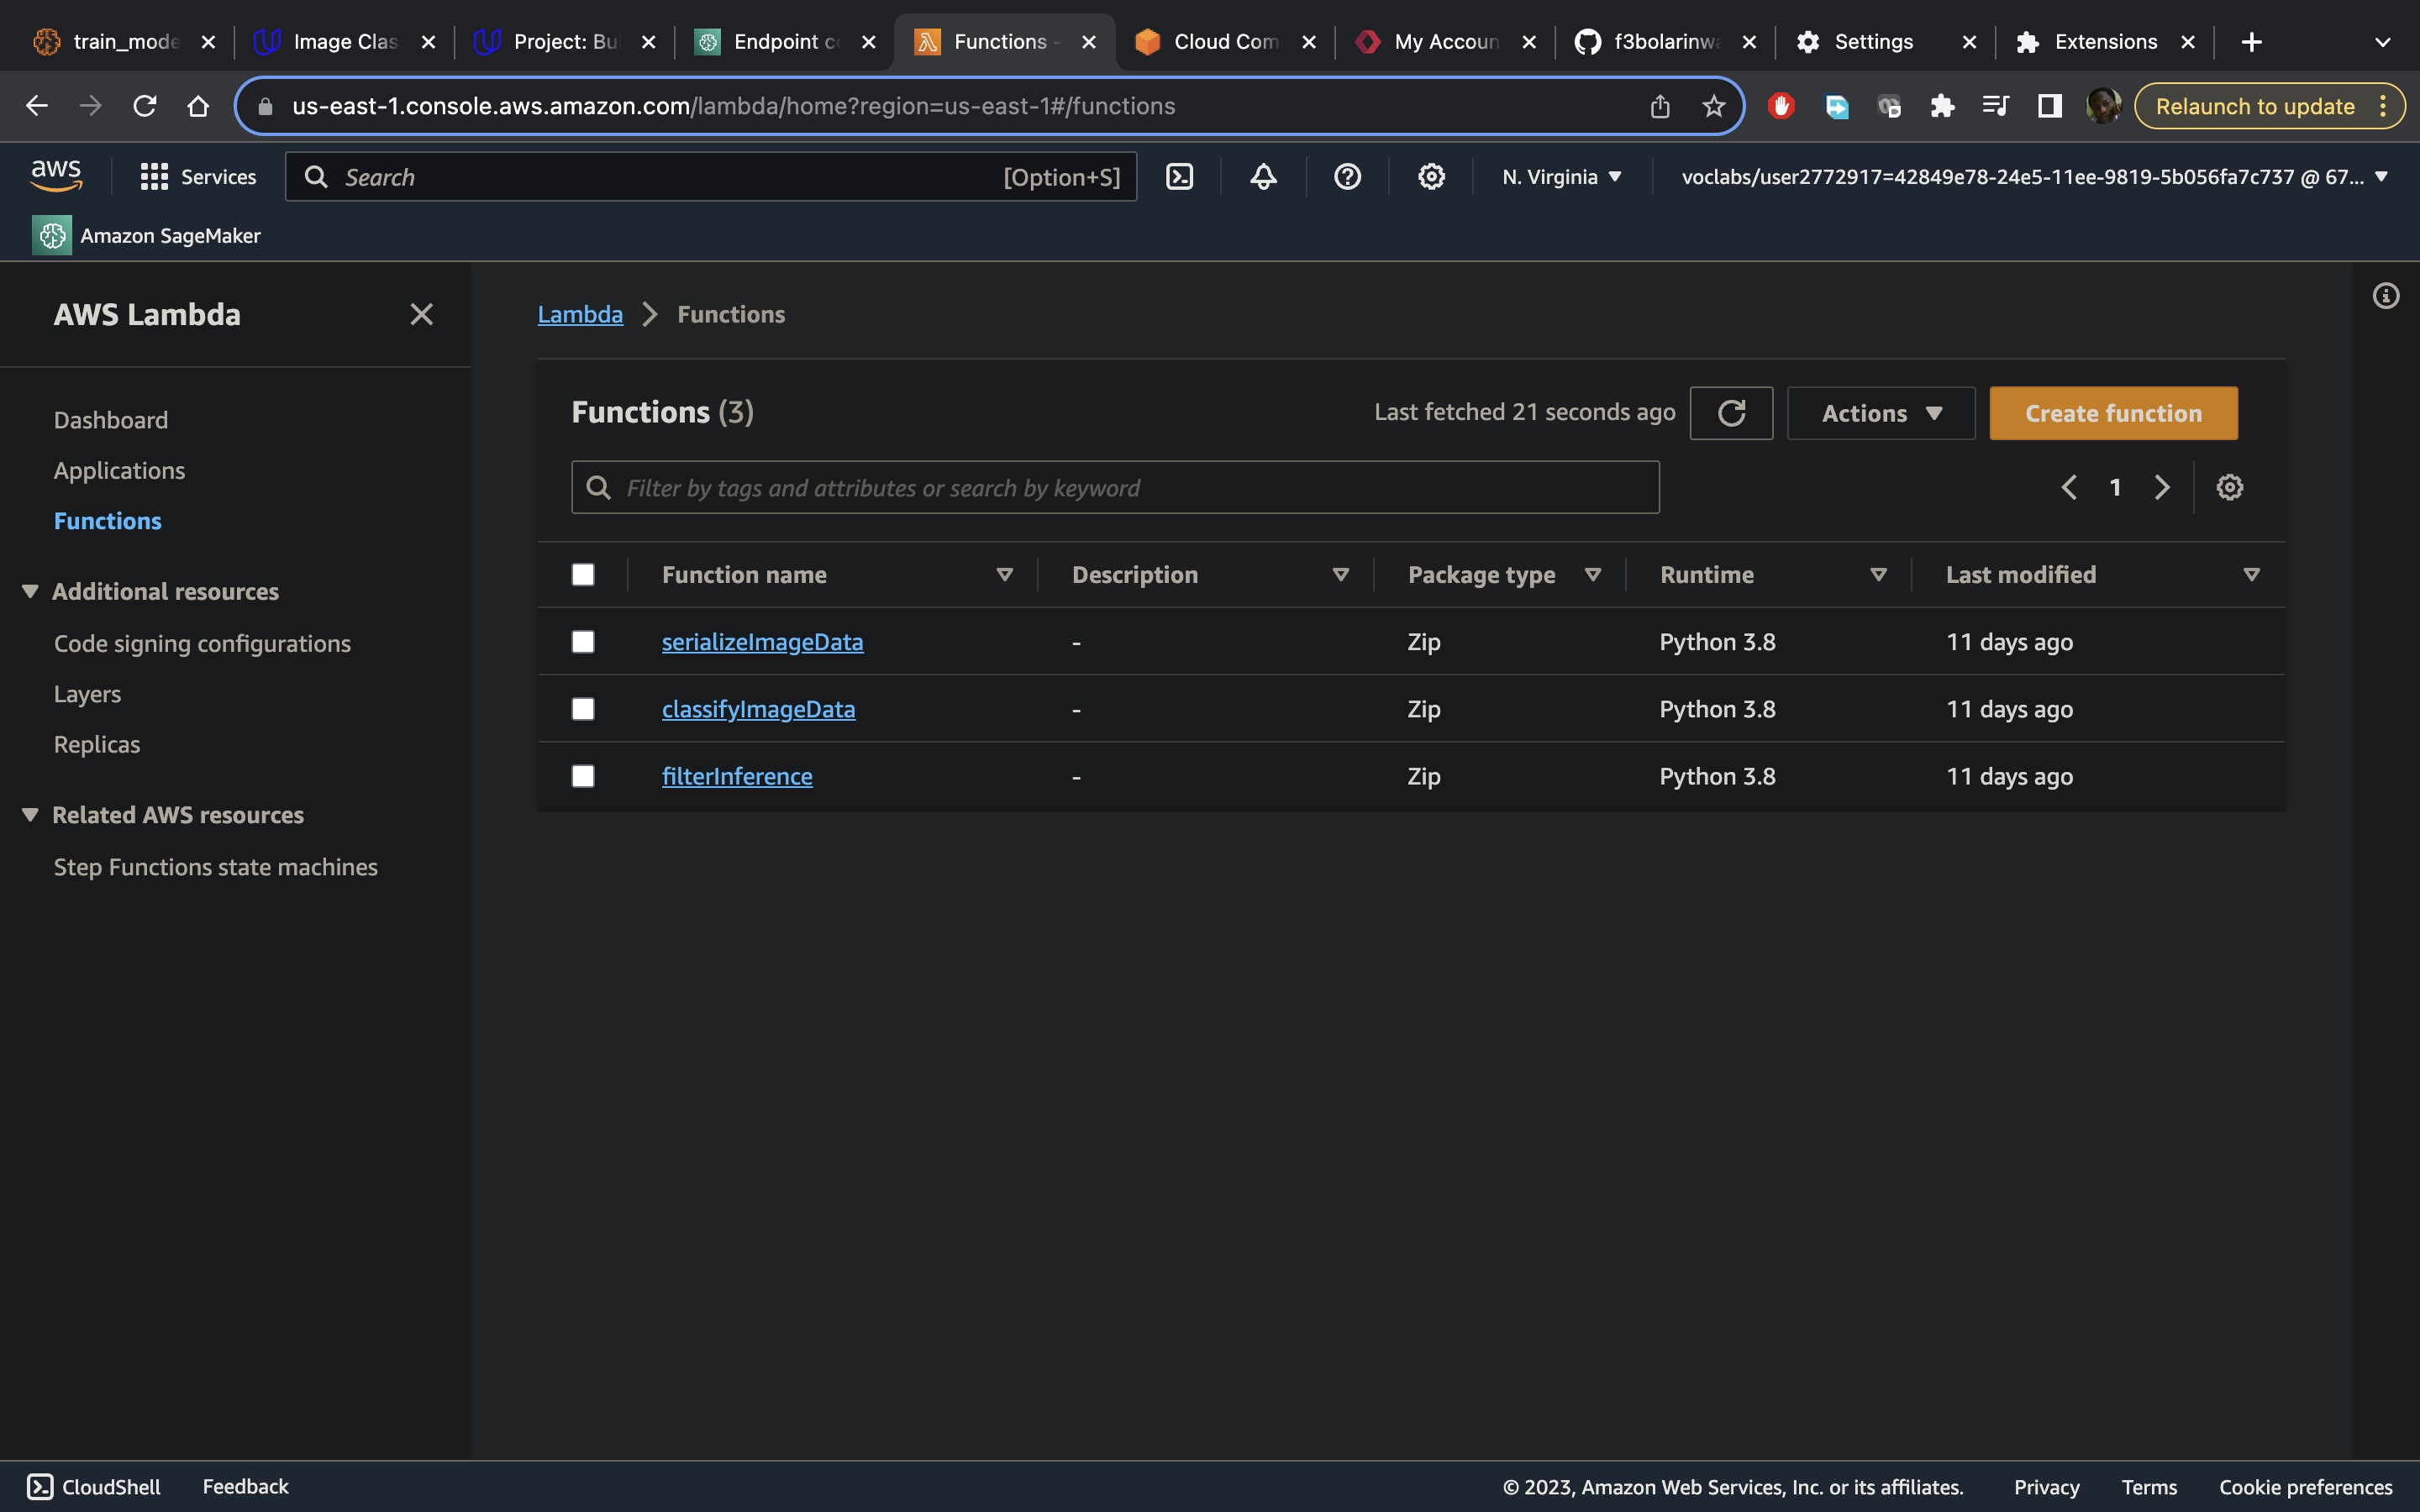 train_mode
Image Clas
Project: Bui
Endpoint co
Functions -
Cloud Com
My Accoun
f3bolarinwa
Settings
Extensions
us-east-1.console.aws.amazon.com/lambda/home?region=us-east-1#/functions
Relaunch to update
aws
Services
Search
[Option+S]
N. Virginia
voclabs/user2772917=42849e78-24e5-11ee-9819-5b056fa7c737 @ 67...
Amazon SageMaker
AWS Lambda
Dashboard
Applications
Functions
Additional resources
Code signing configurations
Layers
Replicas
Related AWS resources
Step Functions state machines
Lambda > Functions
Functions (3)
Last fetched 21 seconds ago
Actions
Create function
Filter by tags and attributes or search by keyword
1
Function name Description Package type Runtime Last modified
serializeImageData - Zip Python 3.8 11 days ago
classifyImageData - Zip Python 3.8 11 days ago
filterInference - Zip Python 3.8 11 days ago
CloudShell
Feedback
© 2023, Amazon Web Services, Inc. or its affiliates.
Privacy
Terms
Cookie preferences